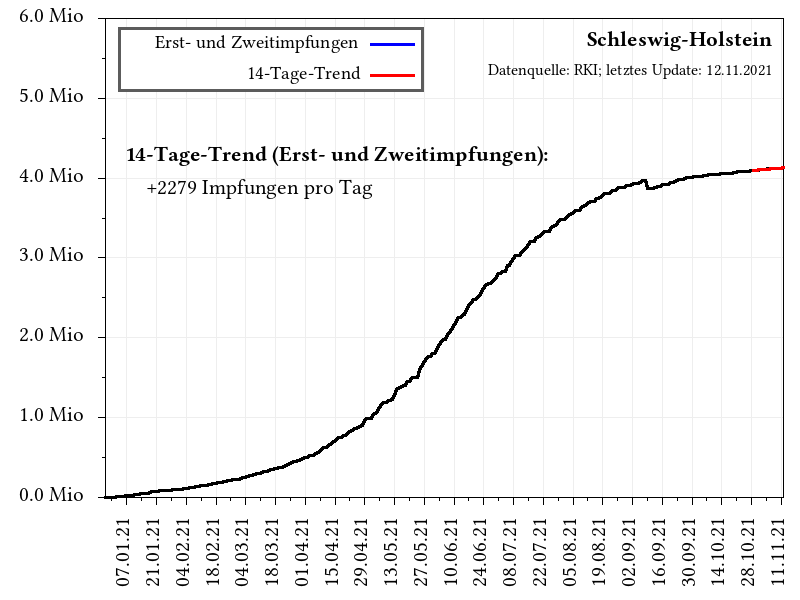 6.0 Mio
5.0 Mio
4.0 Mio
3.0 Mio
2.0 Mio
1.0 Mio
0.0 Mio
Erst- und Zweitimpfungen
14-Tage-Trend
Schleswig-Holstein
Datenquelle: RKI; letztes Update: 12.11.2021
14-Tage-Trend (Erst- und Zweitimpfungen):
+2279 Impfungen pro Tag
07.01.21
21.01.21
04.02.21
18.02.21
04.03.21
18.03.21
01.04.21
15.04.21
29.04.21
13.05.21
27.05.21
10.06.21
24.06.21
08.07.21
22.07.21
05.08.21
19.08.21
02.09.21
16.09.21
30.09.21
14.10.21
28.10.21
11.11.21